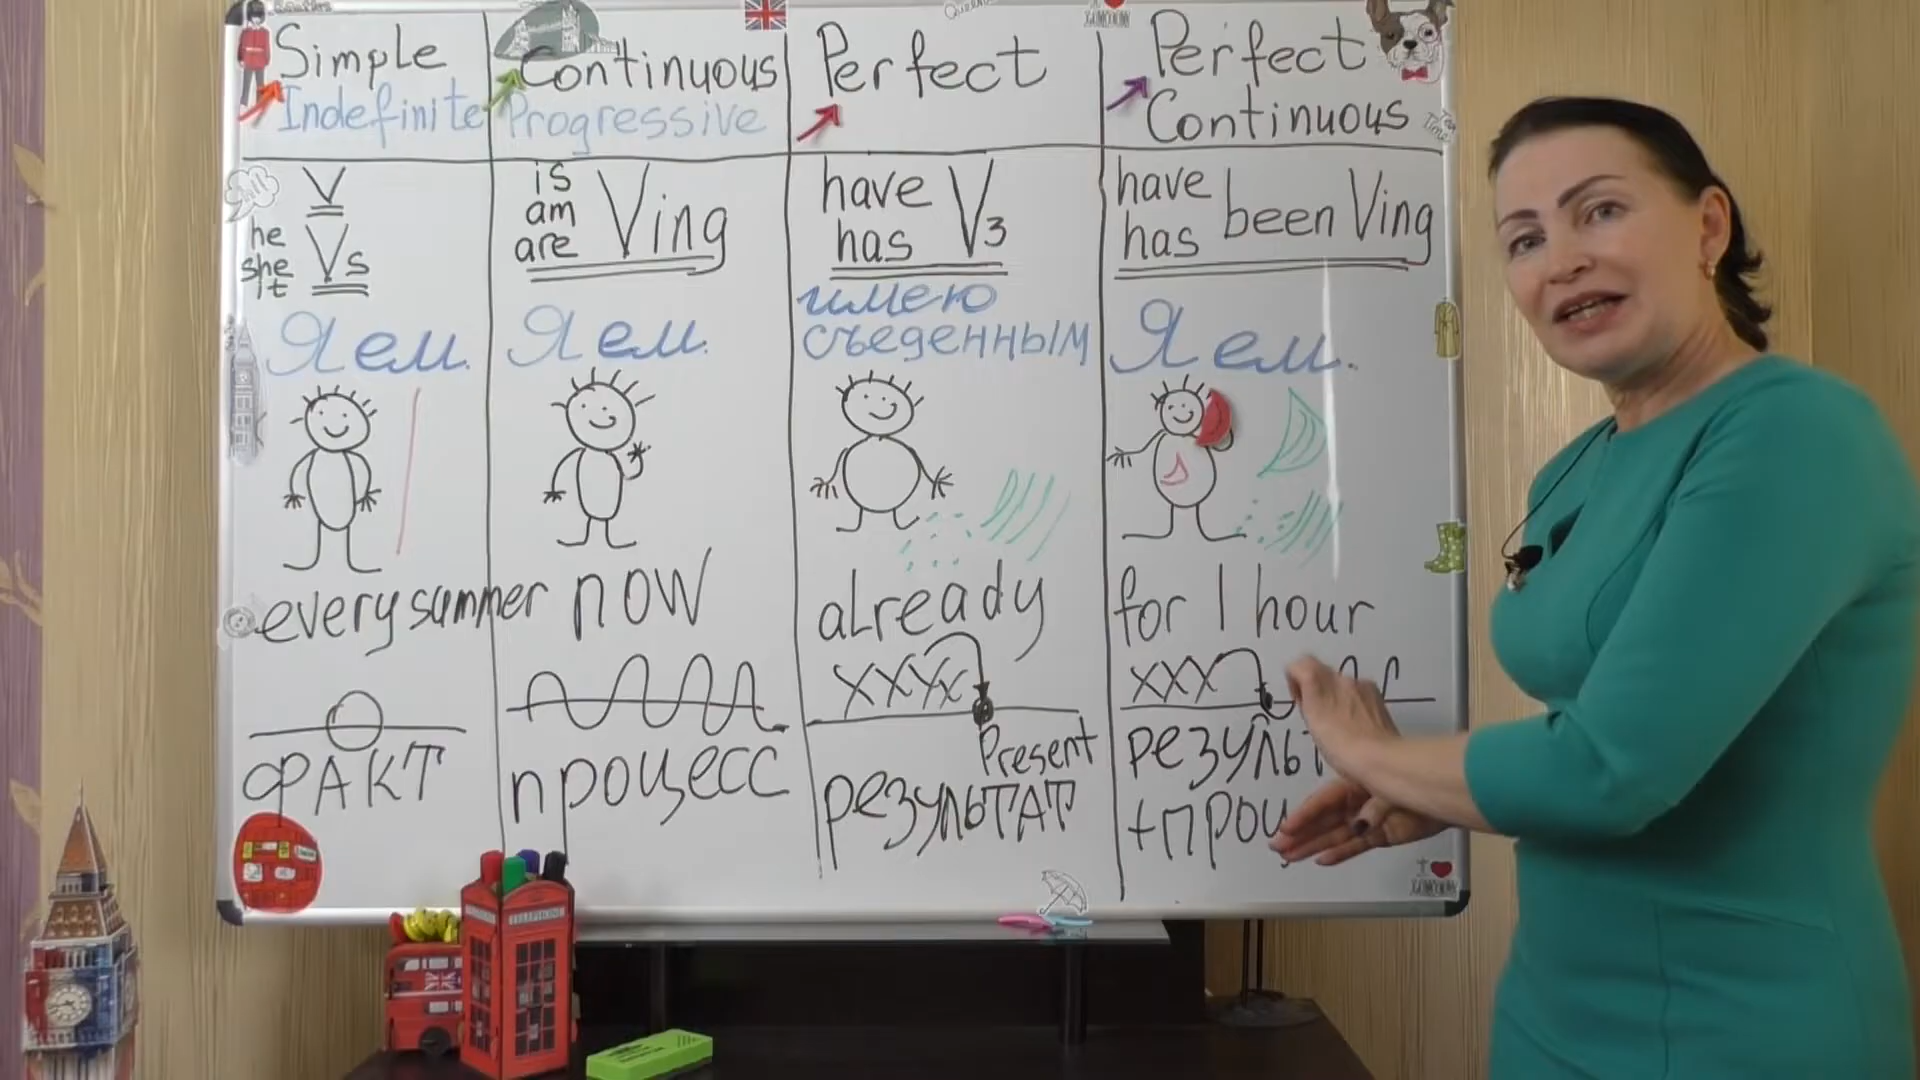 Simple
Indefinite
V
he
she
it
Vs
Я ем.
every summer
ФАКТ
Continuous
Progressive
is
am
are
Ving
Я ем.
now
процесс
Perfect
have
has
V3
имею
съеденным
already
xxxx
Present
результат
Perfect
Continuous
have
has
been Ving
Я ем.
for 1 hour
xxx
резуль
+проц
TELEPHONE